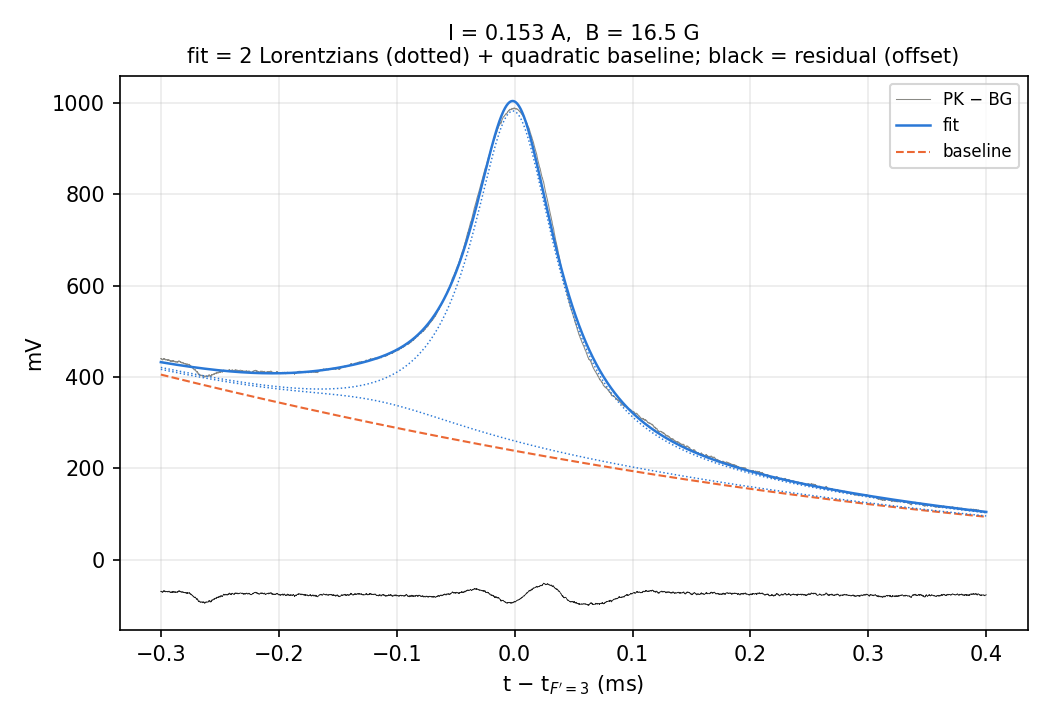 I = 0.153 A,  B = 16.5 G
fit = 2 Lorentzians (dotted) + quadratic baseline; black = residual (offset)
PK − BG
fit
baseline
1000
800
600
400
200
0
mV
−0.3 −0.2 −0.1 0.0 0.1 0.2 0.3 0.4
t − t_{F′=3} (ms)